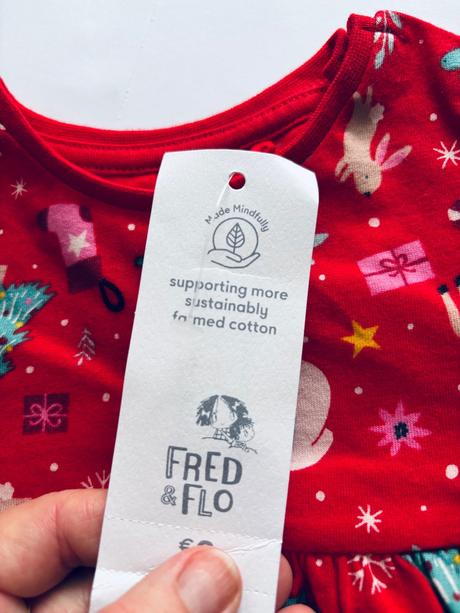 Made Mindfully
supporting more
sustainably
farmed cotton
FRED
& FLO
€